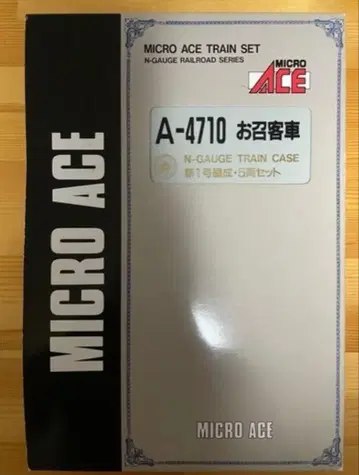 MICRO ACE TRAIN SET
N-GAUGE RAILROAD SERIES
MICRO
ACE
A-4710 お召客車
N-GAUGE TRAIN CASE
新1号編成・5両セット
MICRO ACE
MICRO ACE